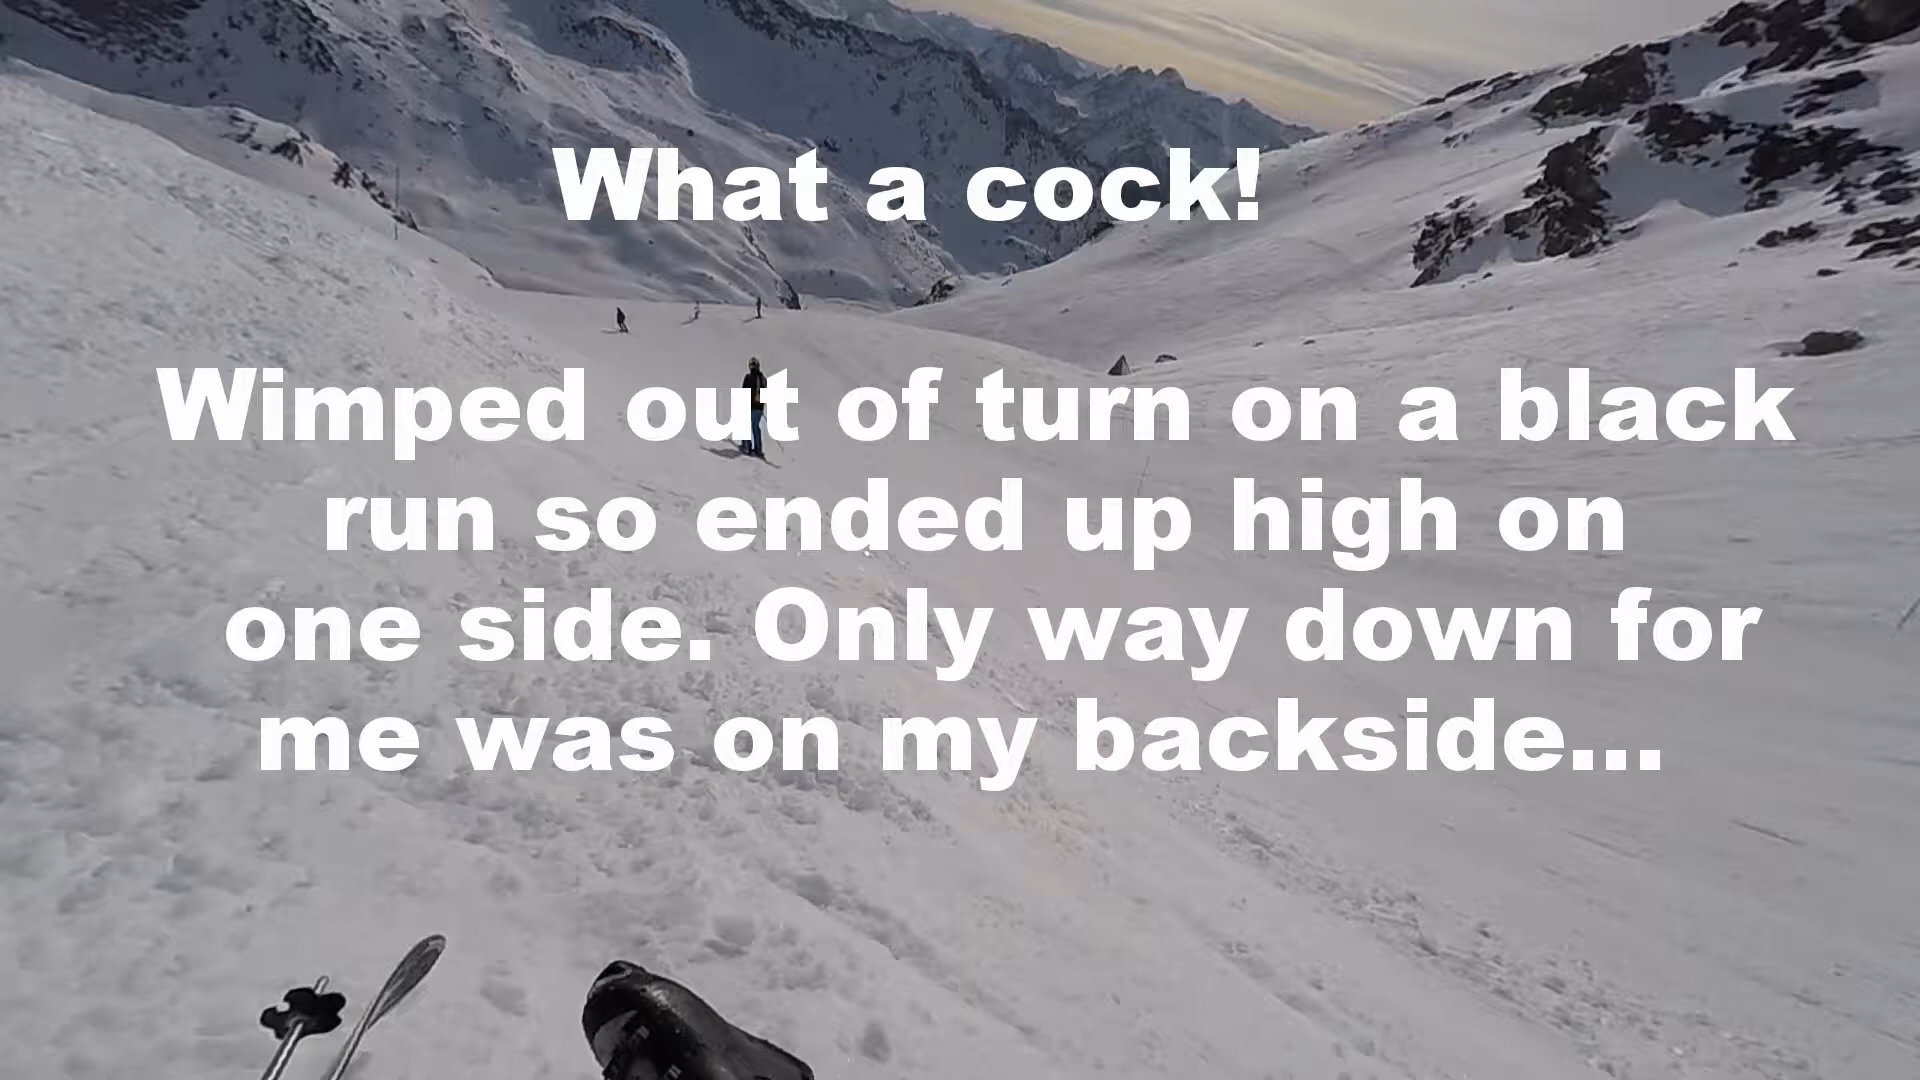 What a cock!
Wimped out of turn on a black
run so ended up high on
one side. Only way down for
me was on my backside...